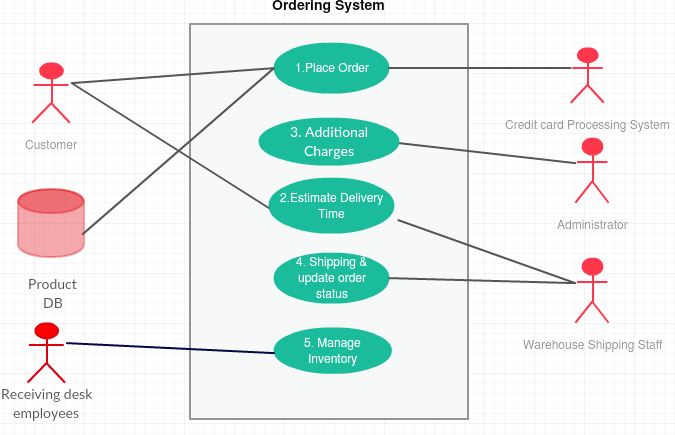 Ordering System
1.Place Order
Customer
Credit card Processing System
3. Additional
Charges
2.Estimate Delivery
Time
Administrator
Product
DB
4. Shipping &
update order
status
5. Manage
Inventory
Warehouse Shipping Staff
Receiving desk
employees